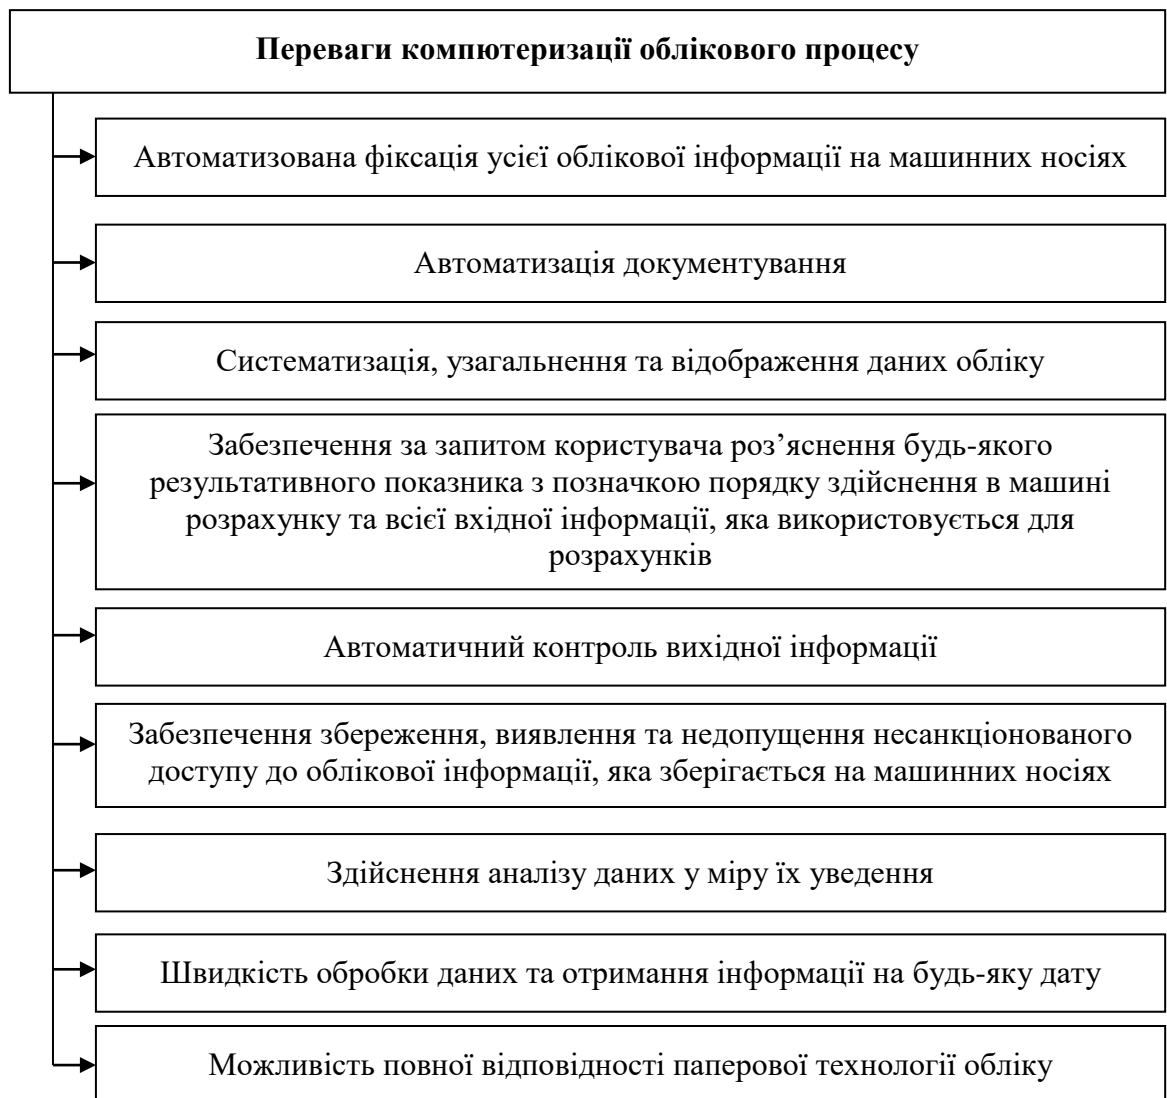 Переваги компютеризації облікового процесу
Автоматизована фіксація усієї облікової інформації на машинних носіях
Автоматизація документування
Систематизація, узагальнення та відображення даних обліку
Забезпечення за запитом користувача роз’яснення будь-якого
результативного показника з позначкою порядку здійснення в машині
розрахунку та всієї вхідної інформації, яка використовується для
розрахунків
Автоматичний контроль вихідної інформації
Забезпечення збереження, виявлення та недопущення несанкціонованого
доступу до облікової інформації, яка зберігається на машинних носіях
Здійснення аналізу даних у міру їх уведення
Швидкість обробки даних та отримання інформації на будь-яку дату
Можливість повної відповідності паперової технології обліку